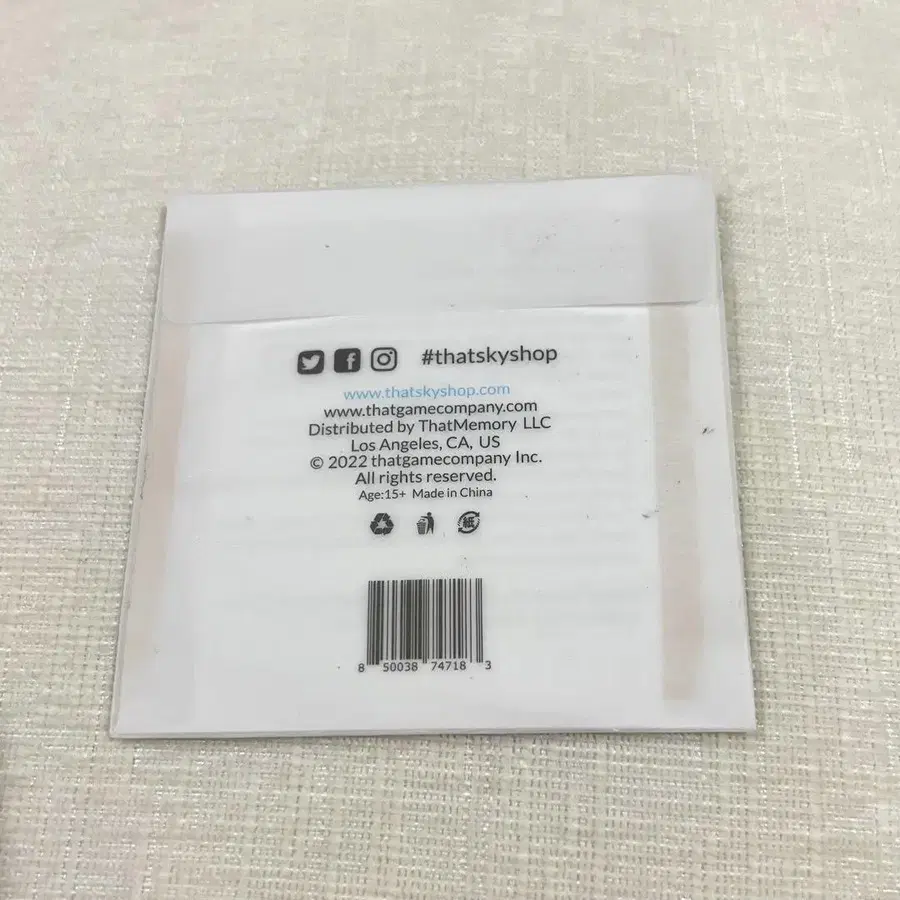 #thatskyshop
www.thatskyshop.com
www.thatgamecompany.com
Distributed by ThatMemory LLC
Los Angeles, CA, US
© 2022 thatgamecompany Inc.
All rights reserved.
Age:15+ Made in China
紙
8 50038 74718 3